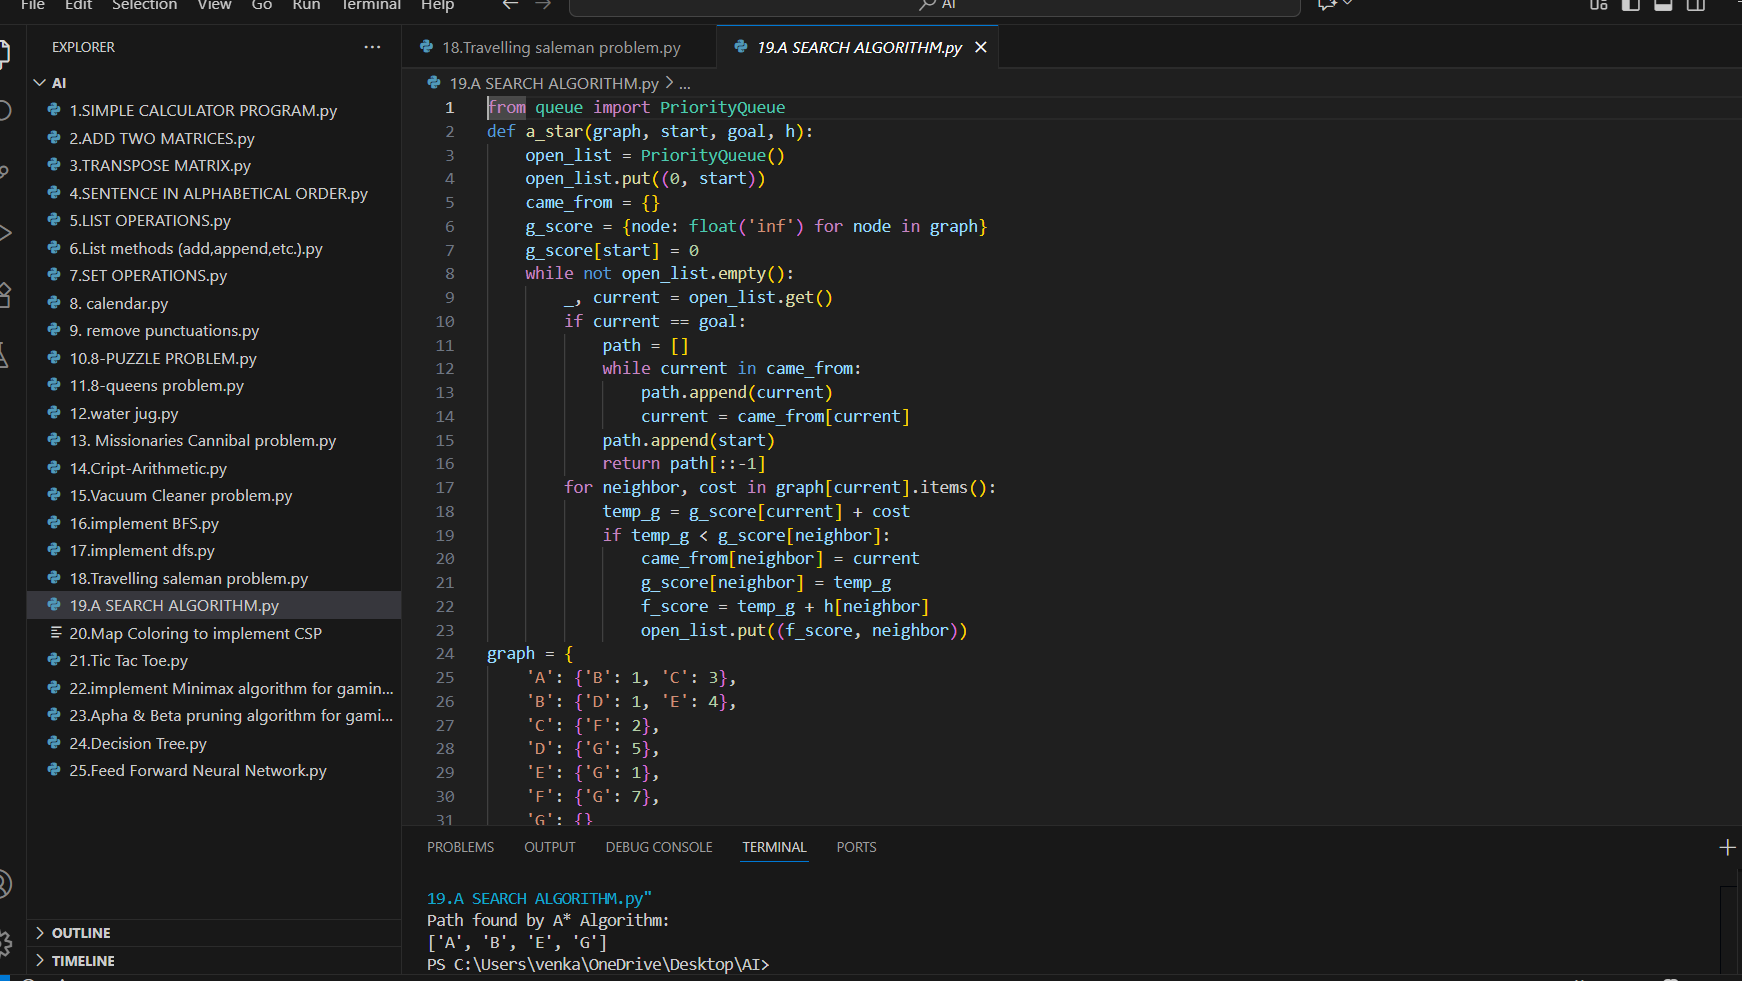 File Edit Selection View Go Run Terminal Help
AI
EXPLORER
AI
1.SIMPLE CALCULATOR PROGRAM.py
2.ADD TWO MATRICES.py
3.TRANSPOSE MATRIX.py
4.SENTENCE IN ALPHABETICAL ORDER.py
5.LIST OPERATIONS.py
6.List methods (add,append,etc.).py
7.SET OPERATIONS.py
8. calendar.py
9. remove punctuations.py
10.8-PUZZLE PROBLEM.py
11.8-queens problem.py
12.water jug.py
13. Missionaries Cannibal problem.py
14.Cript-Arithmetic.py
15.Vacuum Cleaner problem.py
16.implement BFS.py
17.implement dfs.py
18.Travelling saleman problem.py
19.A SEARCH ALGORITHM.py
20.Map Coloring to implement CSP
21.Tic Tac Toe.py
22.implement Minimax algorithm for gamin...
23.Apha & Beta pruning algorithm for gami...
24.Decision Tree.py
25.Feed Forward Neural Network.py
OUTLINE
TIMELINE
18.Travelling saleman problem.py
19.A SEARCH ALGORITHM.py
19.A SEARCH ALGORITHM.py > ...
1 from queue import PriorityQueue
2 def a_star(graph, start, goal, h):
3 open_list = PriorityQueue()
4 open_list.put((0, start))
5 came_from = {}
6 g_score = {node: float('inf') for node in graph}
7 g_score[start] = 0
8 while not open_list.empty():
9 _, current = open_list.get()
10 if current == goal:
11 path = []
12 while current in came_from:
13 path.append(current)
14 current = came_from[current]
15 path.append(start)
16 return path[::-1]
17 for neighbor, cost in graph[current].items():
18 temp_g = g_score[current] + cost
19 if temp_g < g_score[neighbor]:
20 came_from[neighbor] = current
21 g_score[neighbor] = temp_g
22 f_score = temp_g + h[neighbor]
23 open_list.put((f_score, neighbor))
24 graph = {
25 'A': {'B': 1, 'C': 3},
26 'B': {'D': 1, 'E': 4},
27 'C': {'F': 2},
28 'D': {'G': 5},
29 'E': {'G': 1},
30 'F': {'G': 7},
31 'G': {}
PROBLEMS OUTPUT DEBUG CONSOLE TERMINAL PORTS
19.A SEARCH ALGORITHM.py"
Path found by A* Algorithm:
['A', 'B', 'E', 'G']
PS C:\Users\venka\OneDrive\Desktop\AI>